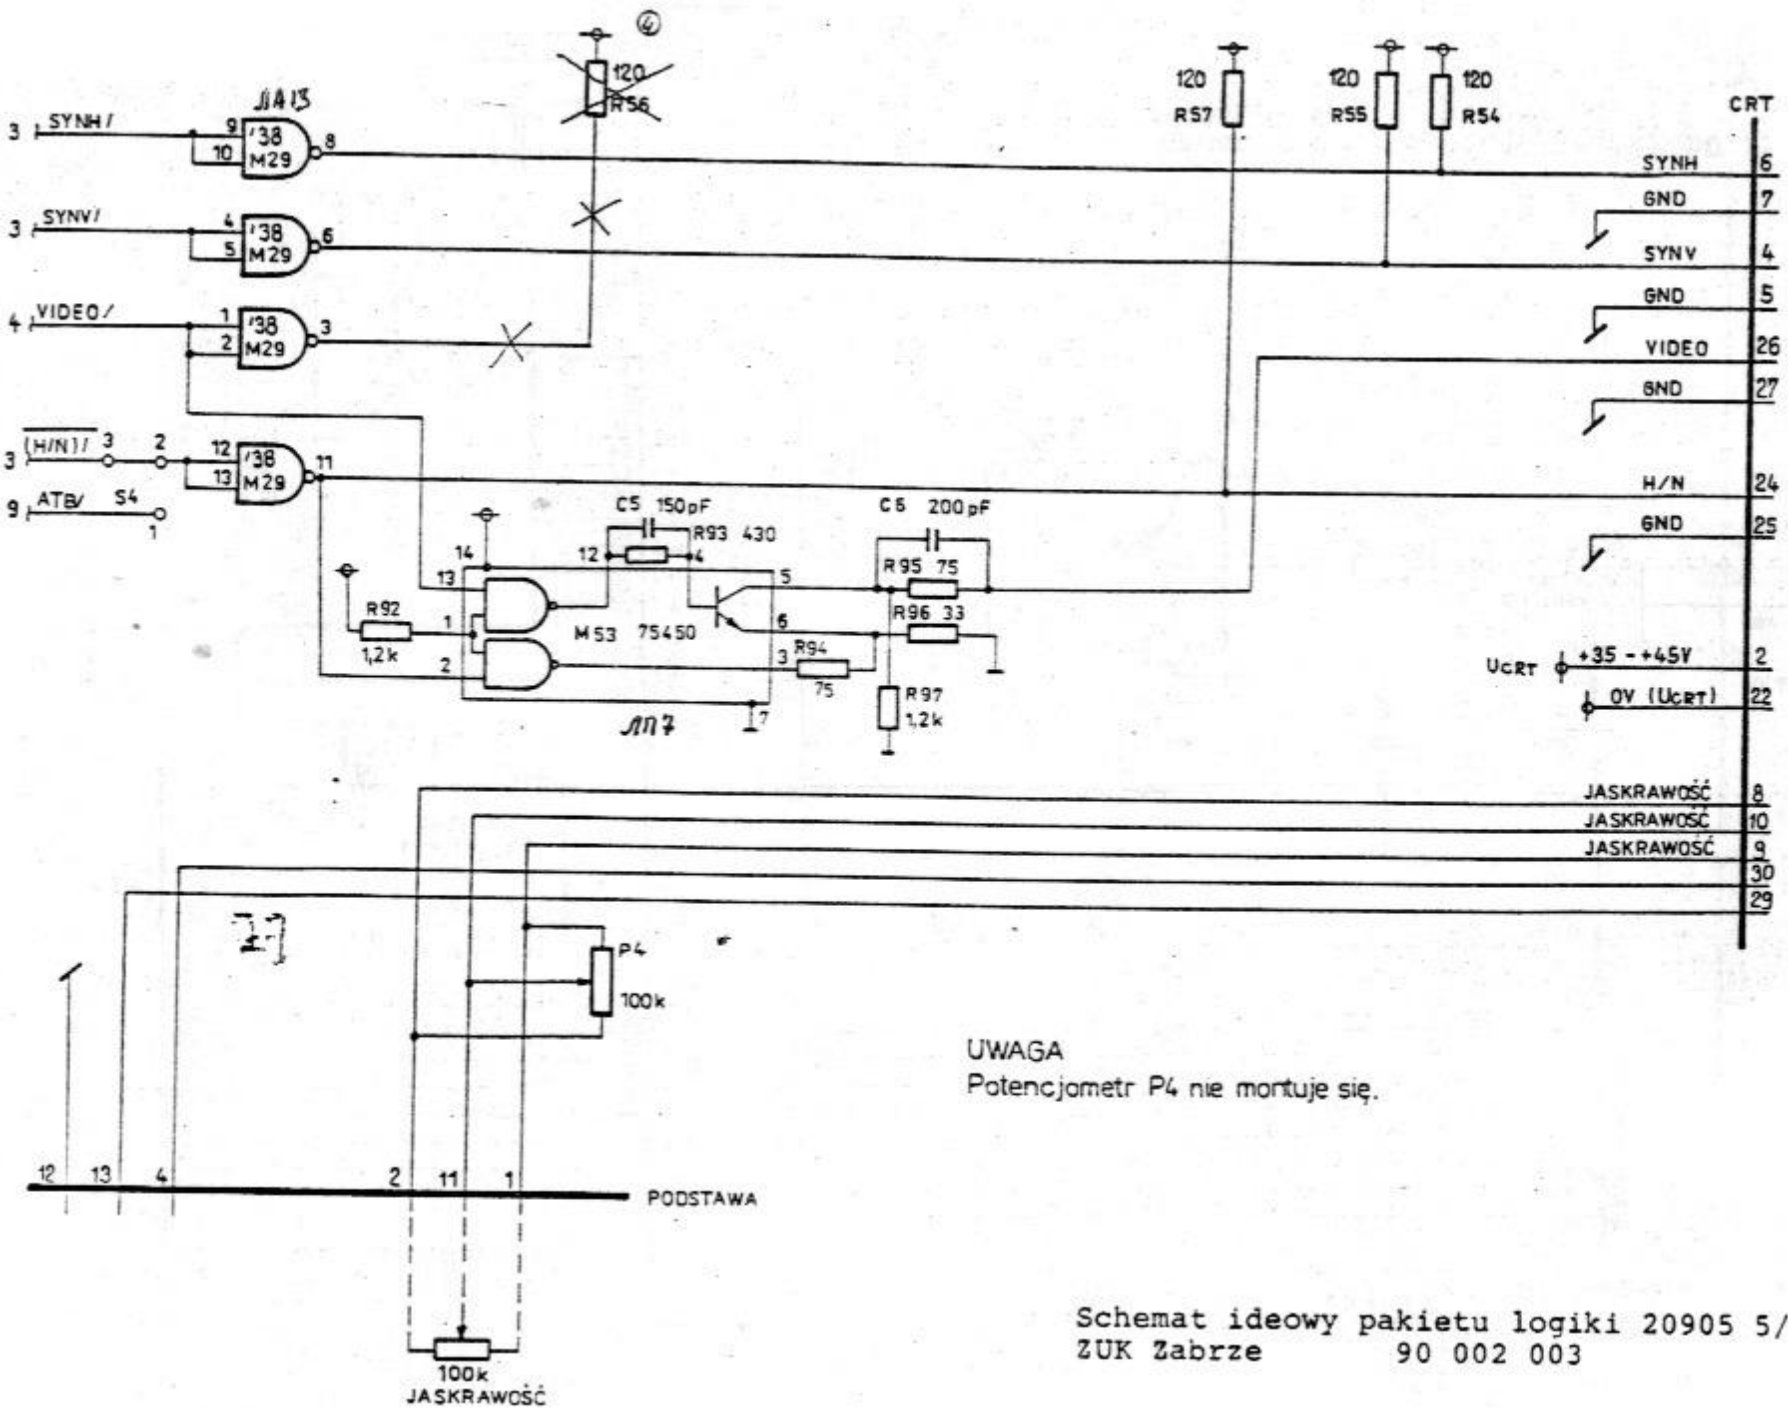 ④
120
R56
ЛА13
3 SYNH/
9
10
'38
M29
8
120
R57
120
R55
120
R54
CRT
SYNH 6
GND 7
3 SYNV/
4
5
'38
M29
6
SYNV 4
GND 5
4 VIDEO/
1
2
'38
M29
3
VIDEO 26
GND 27
3 (H/N)/ 3 2
12
13
'38
M29
11
H/N 24
GND 25
9 ATB/ S4
1
C5 150pF
R93 430
12 4
C6 200pF
14
13
R95 75
5
R92
1,2k
1
2
M53 75450
6
R96 33
3
R94
75
R97
1,2k
7
ЛП7
UCRT +35 - +45V 2
0V (UCRT) 22
JASKRAWOŚĆ 8
JASKRAWOŚĆ 10
JASKRAWOŚĆ 9
30
29
P4
100k
UWAGA
Potencjometr P4 nie montuje się.
12 13 4 2 11 1
PODSTAWA
100k
JASKRAWOŚĆ
Schemat ideowy pakietu logiki 20905 5/
ZUK Zabrze 90 002 003